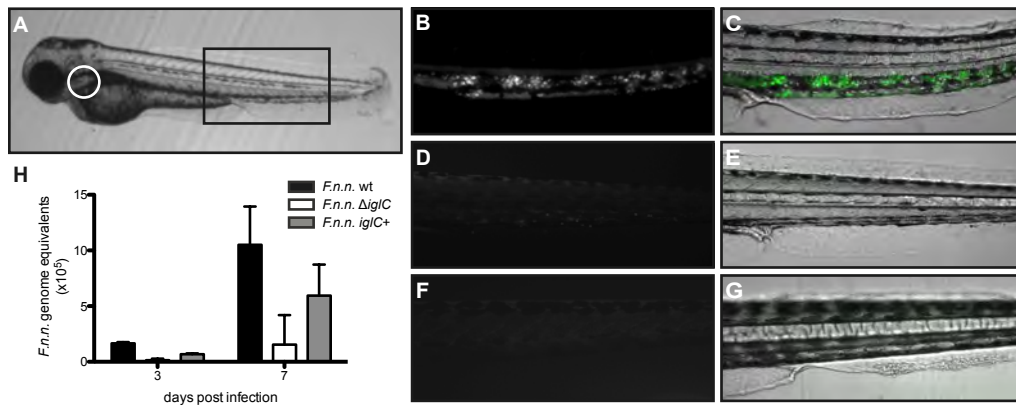 A
B
C
D
E
F
G
H
F.n.n. wt
F.n.n. ΔiglC
F.n.n. iglC+
F.n.n. genome equivalents
(x10⁵)
15
10
5
0
3
7
days post infection